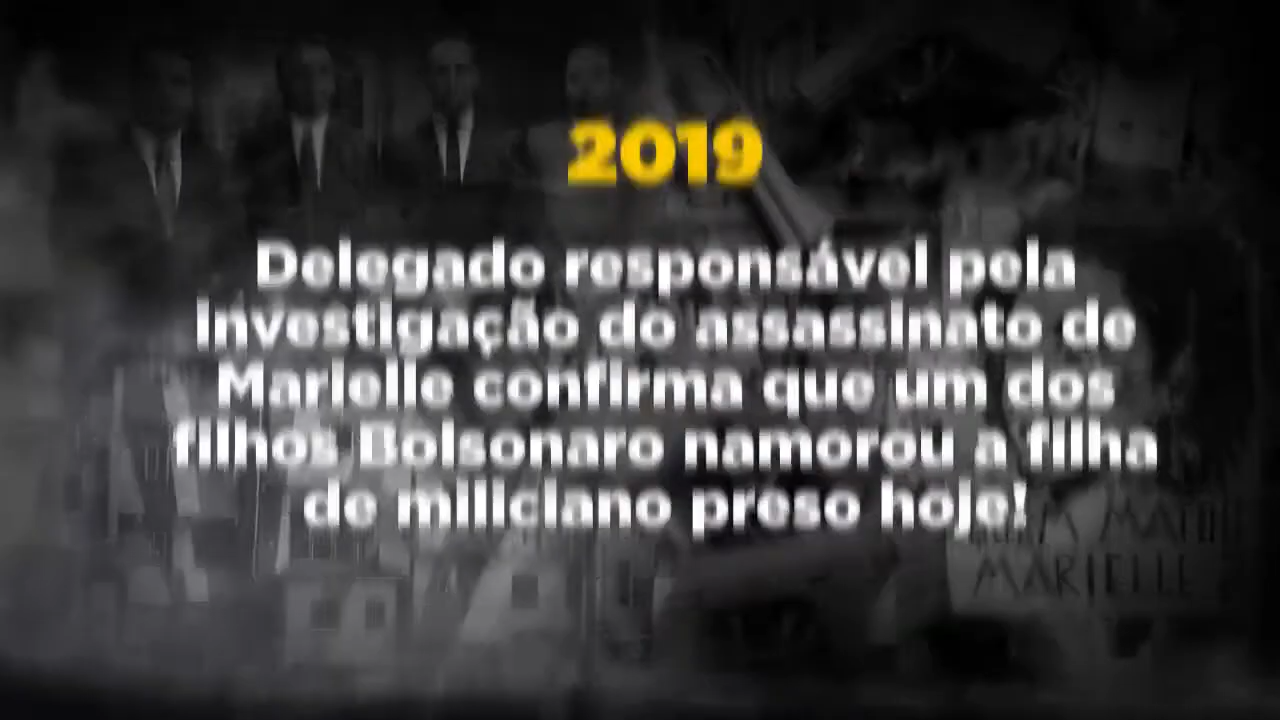 2019
Delegado responsável pela
investigação do assassinato de
Marielle confirma que um dos
filhos Bolsonaro namorou a filha
de miliciano preso hoje!
MARIELLE